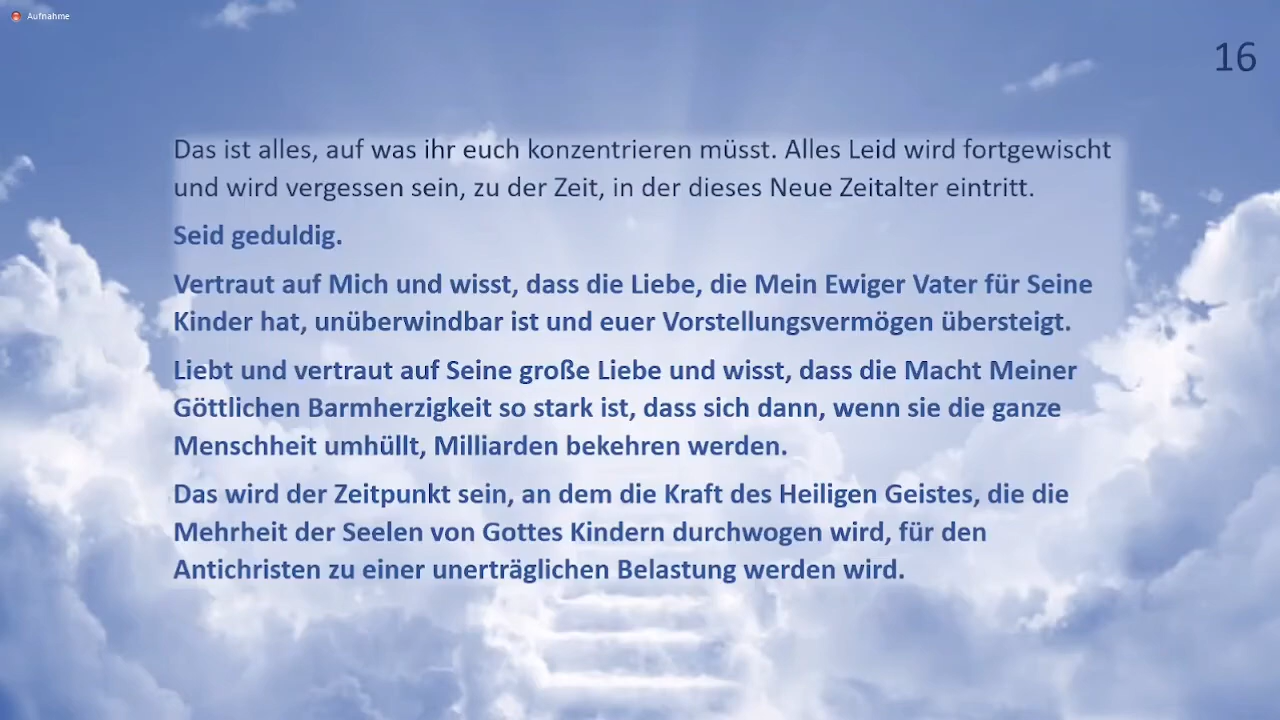 Aufnahme
16
Das ist alles, auf was ihr euch konzentrieren müsst. Alles Leid wird fortgewischt
und wird vergessen sein, zu der Zeit, in der dieses Neue Zeitalter eintritt.
Seid geduldig.
Vertraut auf Mich und wisst, dass die Liebe, die Mein Ewiger Vater für Seine
Kinder hat, unüberwindbar ist und euer Vorstellungsvermögen übersteigt.
Liebt und vertraut auf Seine große Liebe und wisst, dass die Macht Meiner
Göttlichen Barmherzigkeit so stark ist, dass sich dann, wenn sie die ganze
Menschheit umhüllt, Milliarden bekehren werden.
Das wird der Zeitpunkt sein, an dem die Kraft des Heiligen Geistes, die die
Mehrheit der Seelen von Gottes Kindern durchwogen wird, für den
Antichristen zu einer unerträglichen Belastung werden wird.